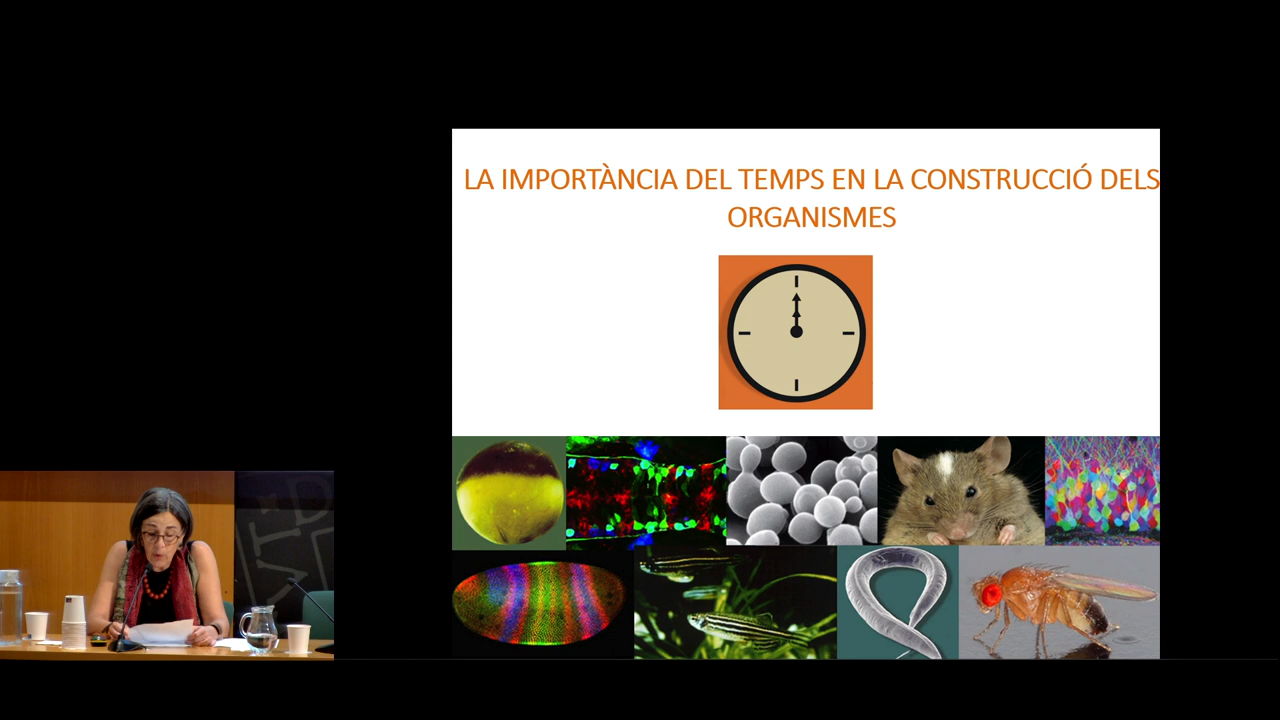 LA IMPORTÀNCIA DEL TEMPS EN LA CONSTRUCCIÓ DELS
ORGANISMES